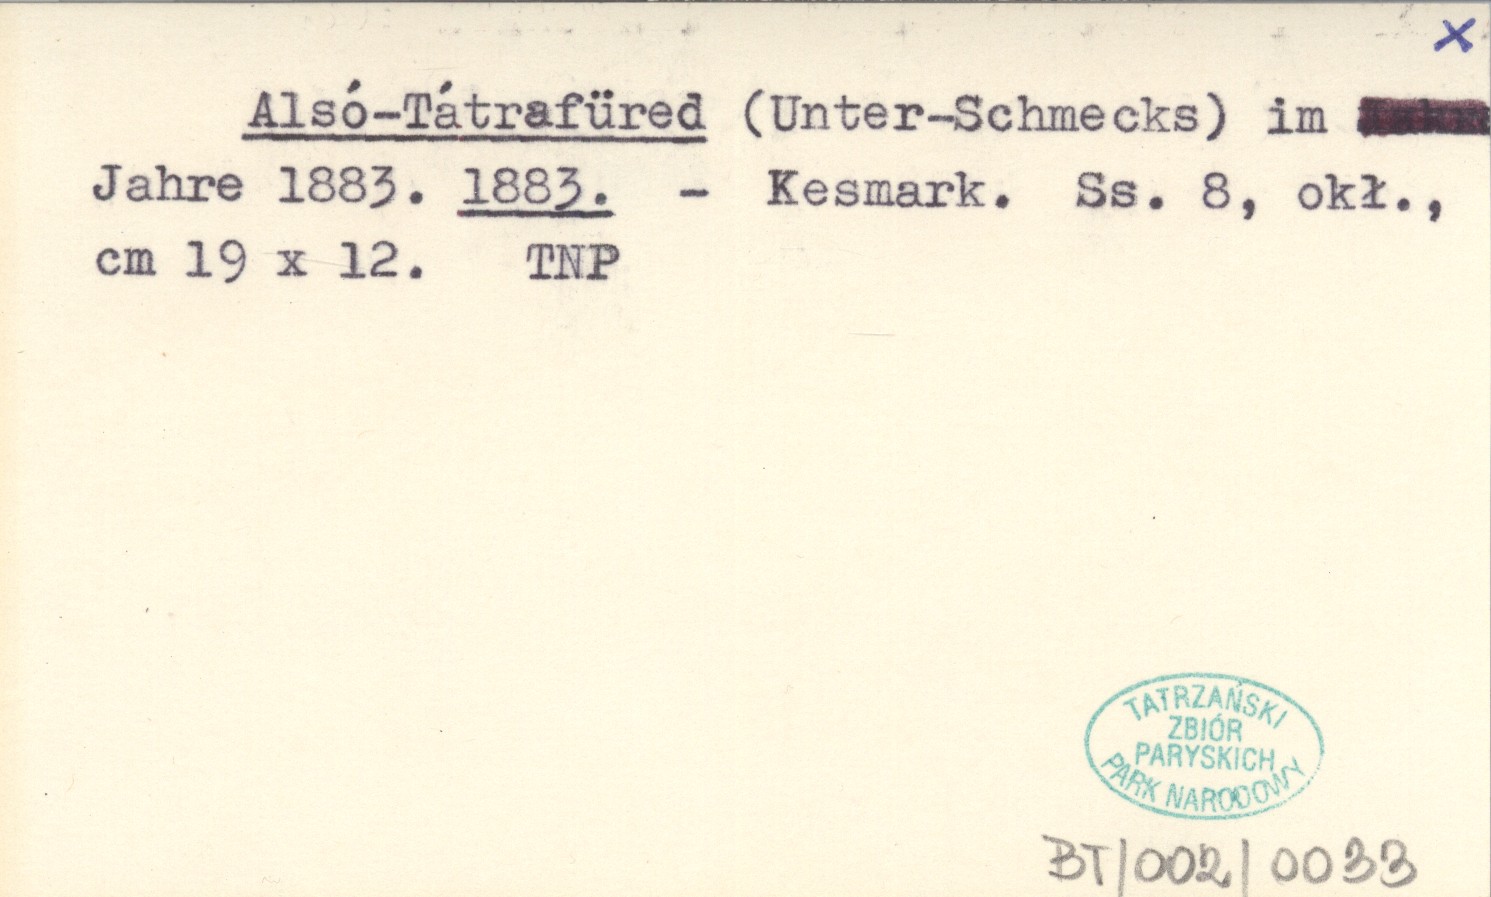 x
Alsó-Tátrafüred (Unter-Schmecks) im
Jahre 1883. 1883. - Kesmark. Ss. 8, okł.,
cm 19 x 12. TNP
TATRZAŃSKI
ZBIÓR
PARYSKICH
PARK NARODOWY
BT/002/0033